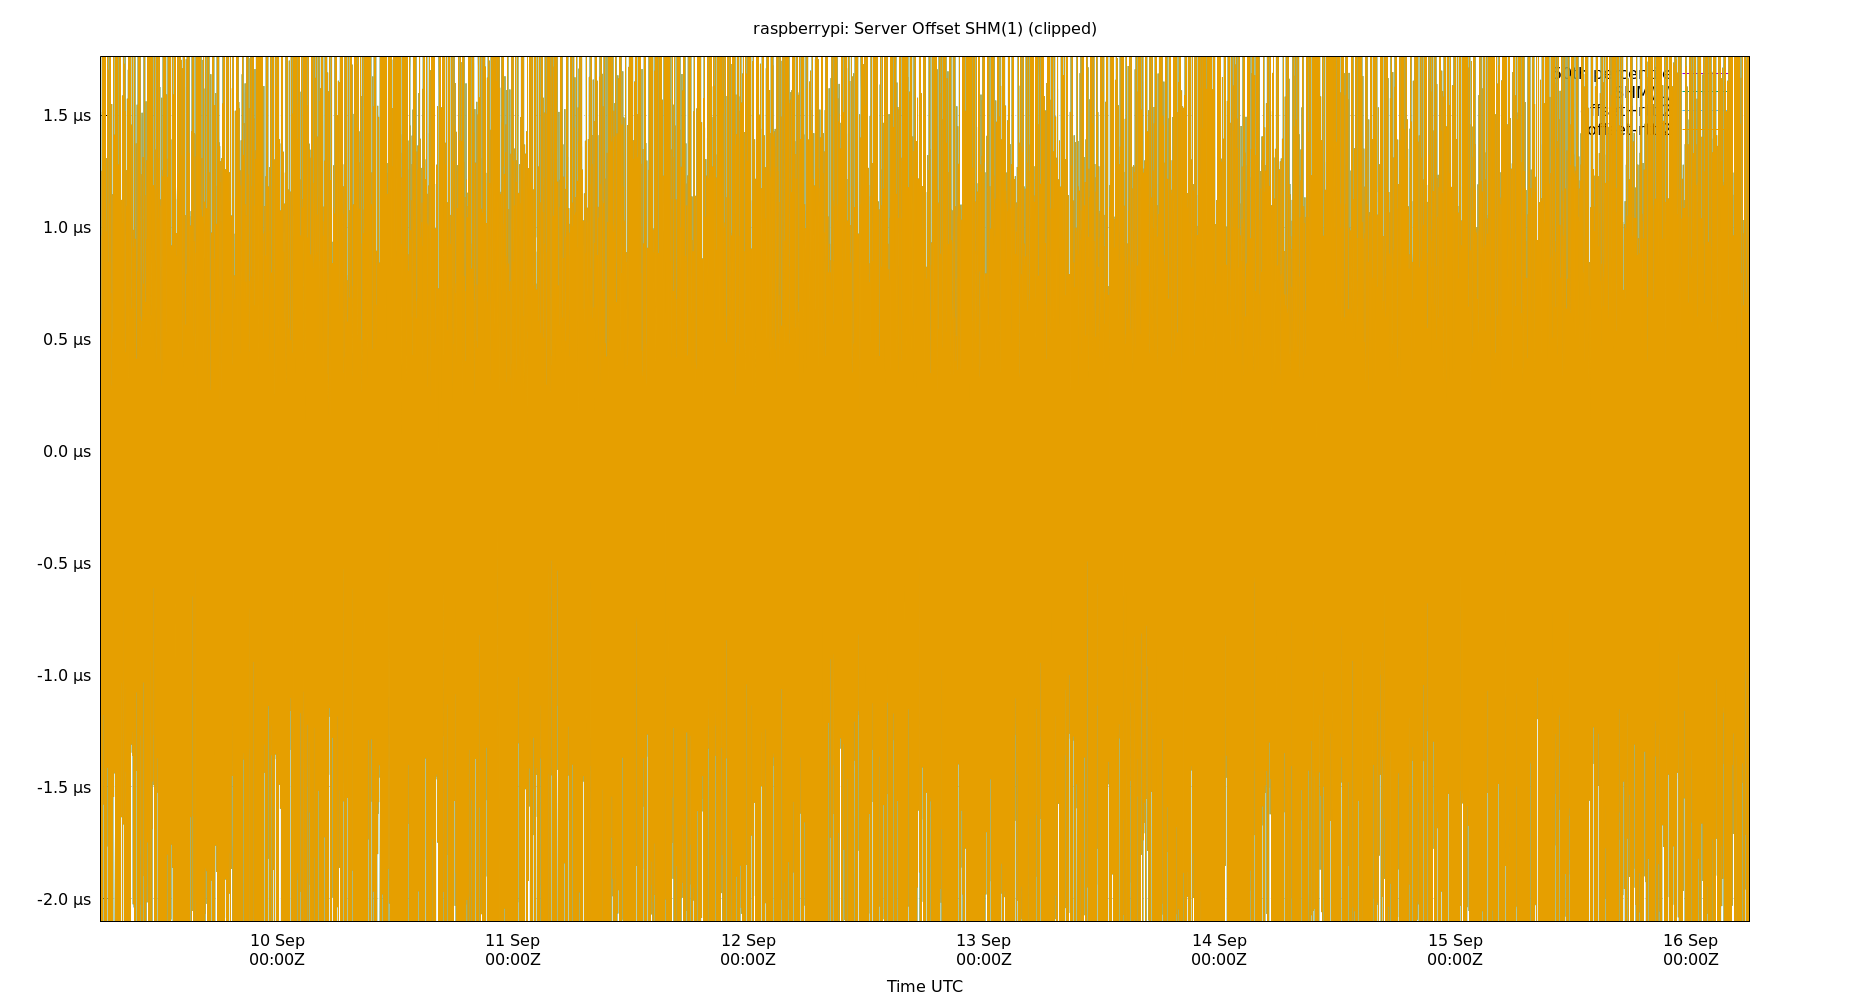 raspberrypi: Server Offset SHM(1) (clipped)
1.5 µs
1.0 µs
0.5 µs
0.0 µs
-0.5 µs
-1.0 µs
-1.5 µs
-2.0 µs
10 Sep 11 Sep 12 Sep 13 Sep 14 Sep 15 Sep 16 Sep
00:00Z 00:00Z 00:00Z 00:00Z 00:00Z 00:00Z 00:00Z
Time UTC